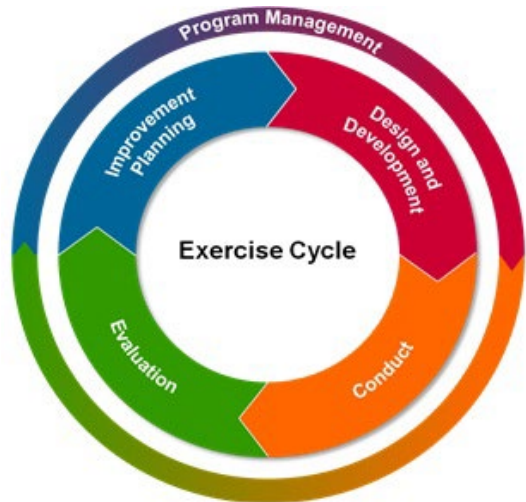 Program Management
Improvement
Planning
Design and
Development
Exercise Cycle
Evaluation
Conduct